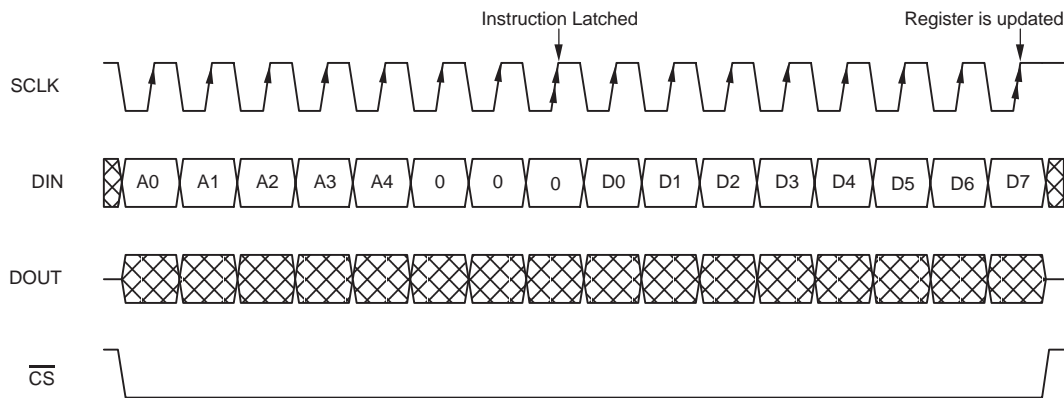 Instruction Latched Register is updated
SCLK
DIN A0 A1 A2 A3 A4 0 0 0 D0 D1 D2 D3 D4 D5 D6 D7
DOUT
CS